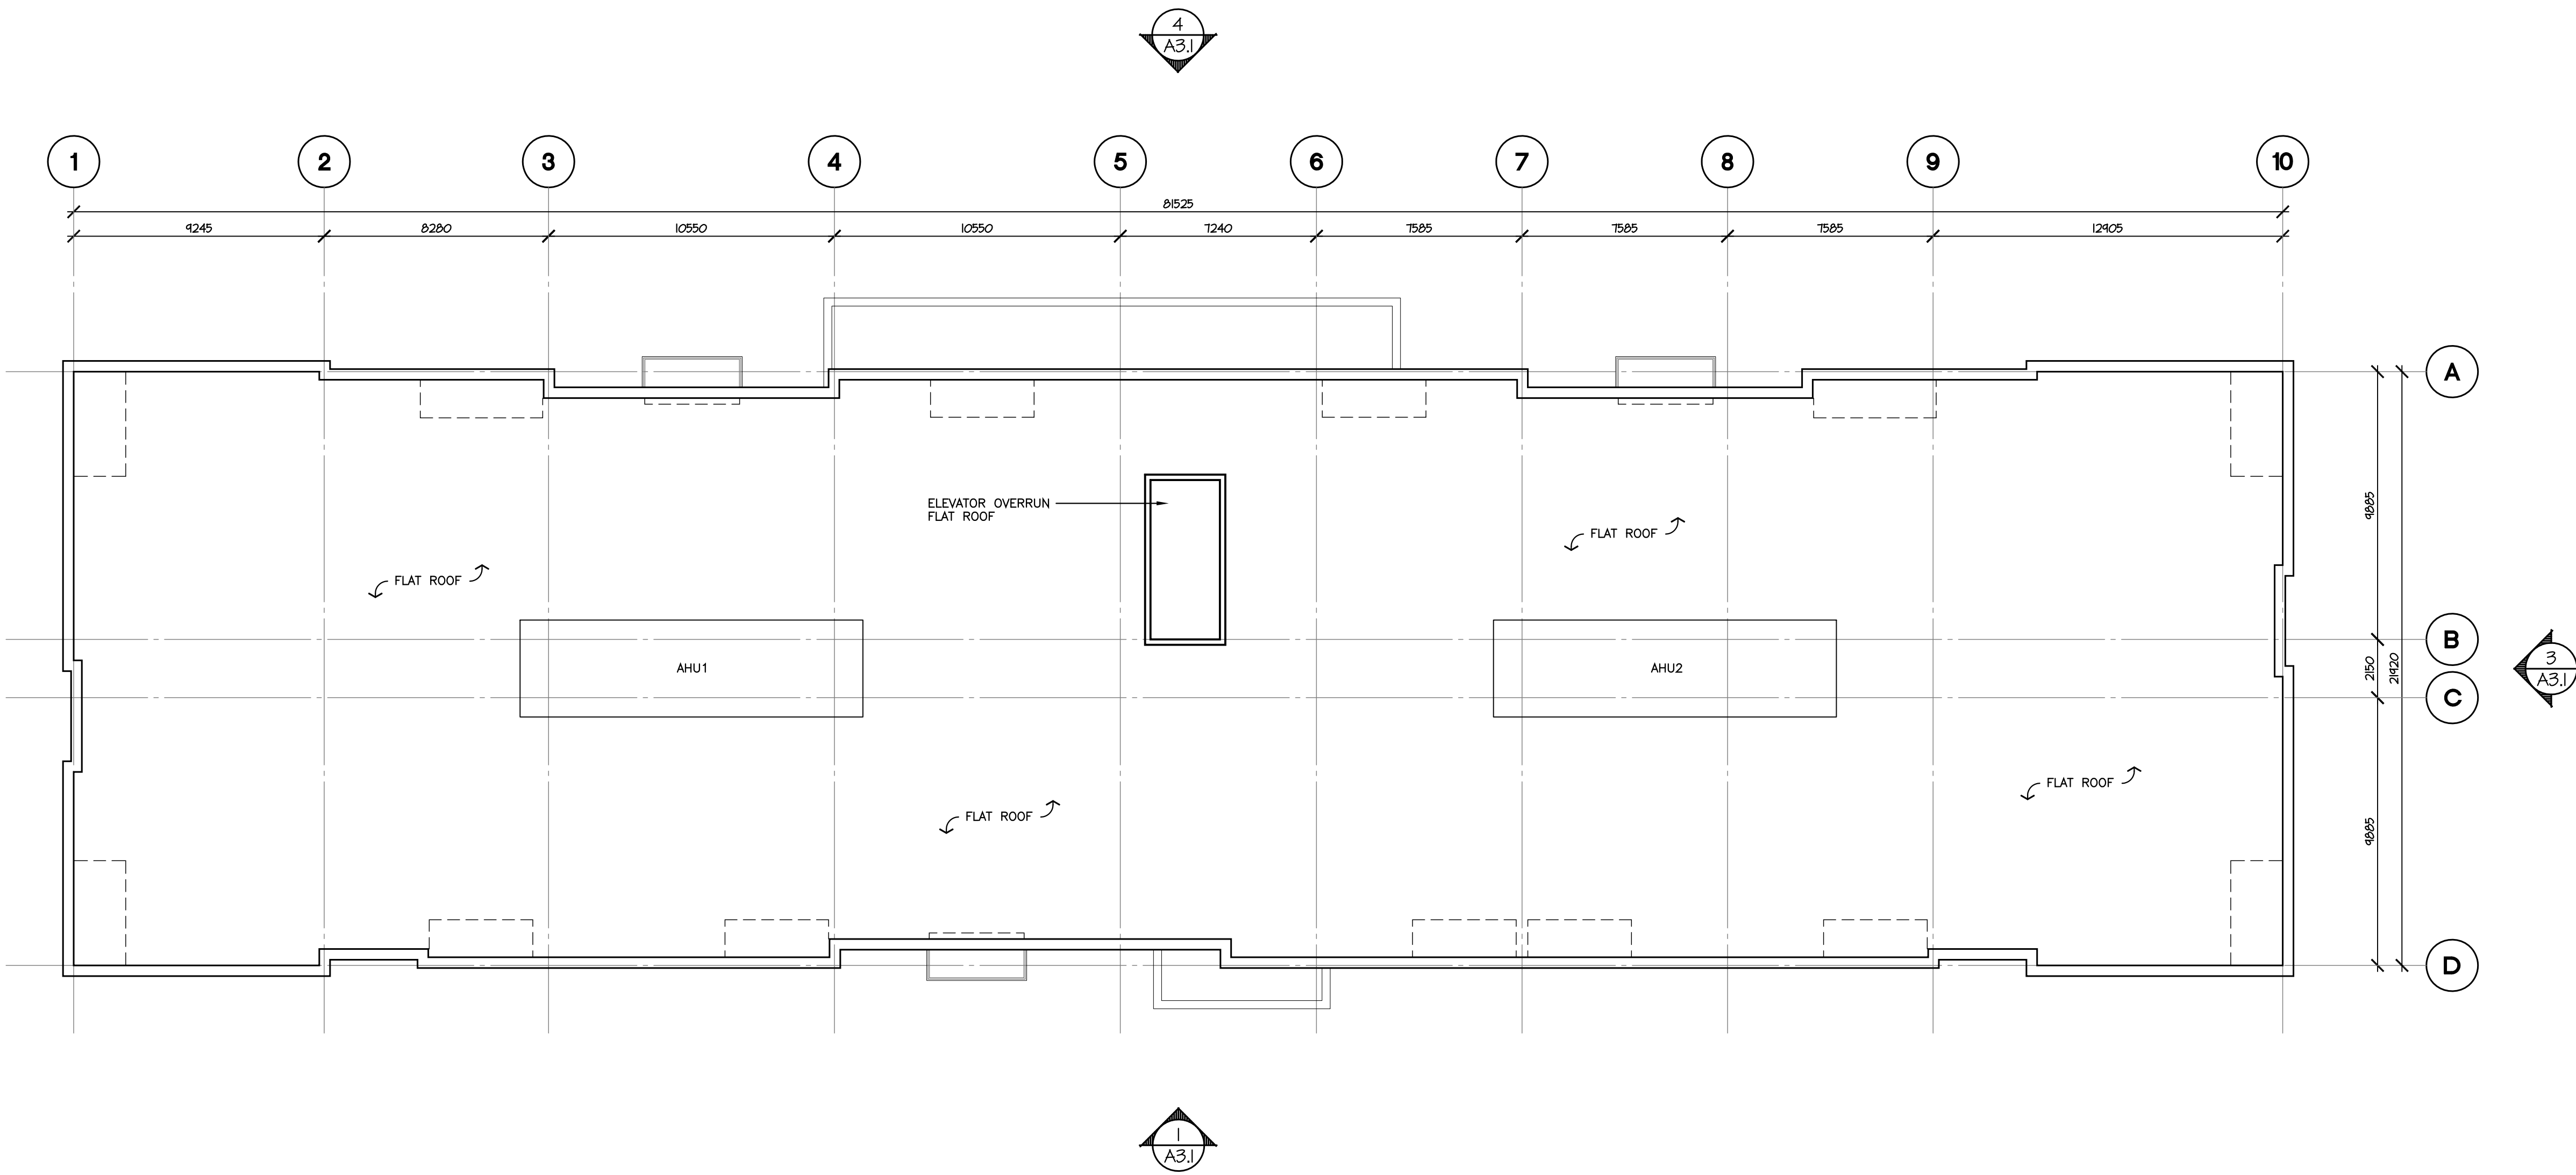 4
A3.1
1 2 3 4 5 6 7 8 9 10
81525
9245 8280 10550 10550 7240 7585 7585 7585 12905
A
ELEVATOR OVERRUN
FLAT ROOF
FLAT ROOF
9885
FLAT ROOF
B
AHU1
AHU2
2150
21920
3
A3.1
C
FLAT ROOF
FLAT ROOF
9885
D
1
A3.1